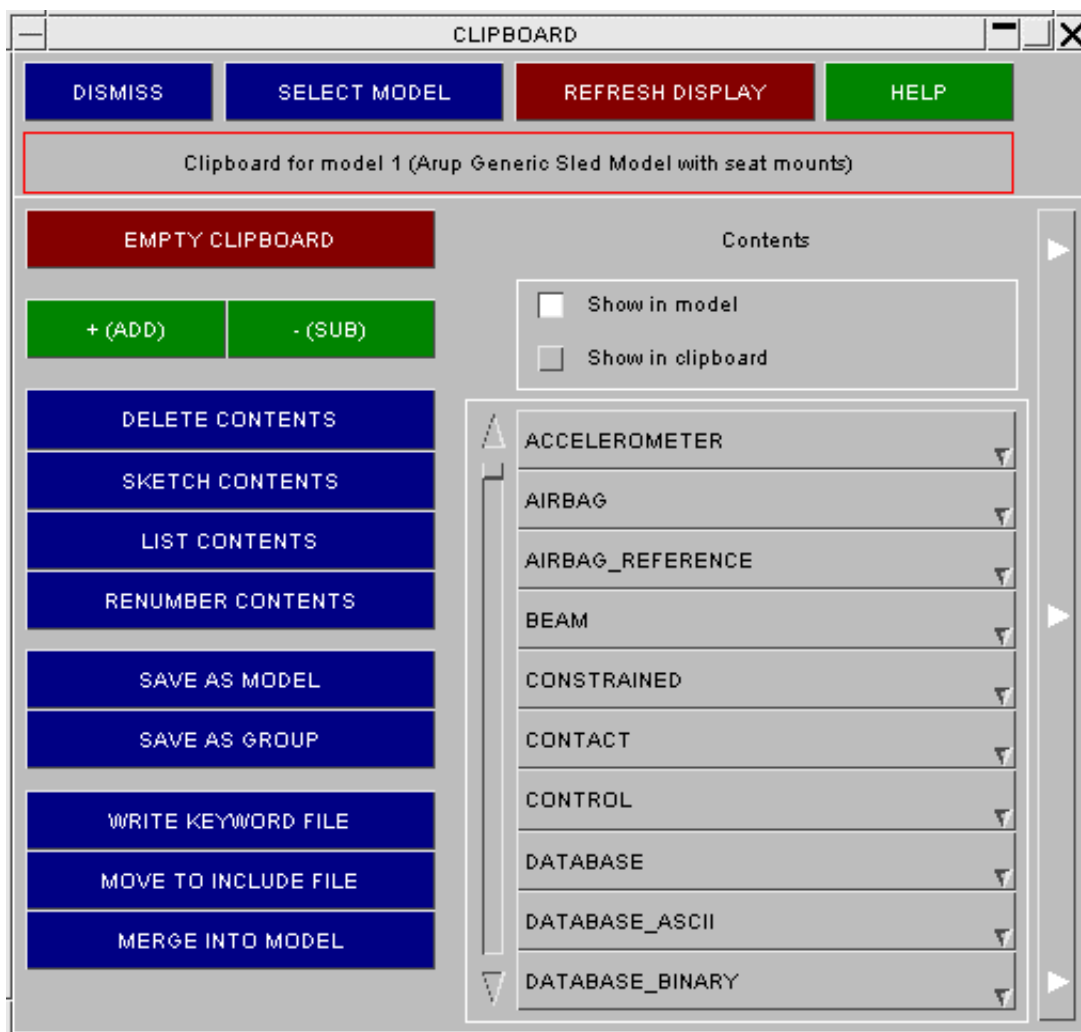 CLIPBOARD
DISMISS
SELECT MODEL
REFRESH DISPLAY
HELP
Clipboard for model 1 (Arup Generic Sled Model with seat mounts)
EMPTY CLIPBOARD
+ (ADD)
- (SUB)
DELETE CONTENTS
SKETCH CONTENTS
LIST CONTENTS
RENUMBER CONTENTS
SAVE AS MODEL
SAVE AS GROUP
WRITE KEYWORD FILE
MOVE TO INCLUDE FILE
MERGE INTO MODEL
Contents
Show in model
Show in clipboard
ACCELEROMETER
AIRBAG
AIRBAG_REFERENCE
BEAM
CONSTRAINED
CONTACT
CONTROL
DATABASE
DATABASE_ASCII
DATABASE_BINARY